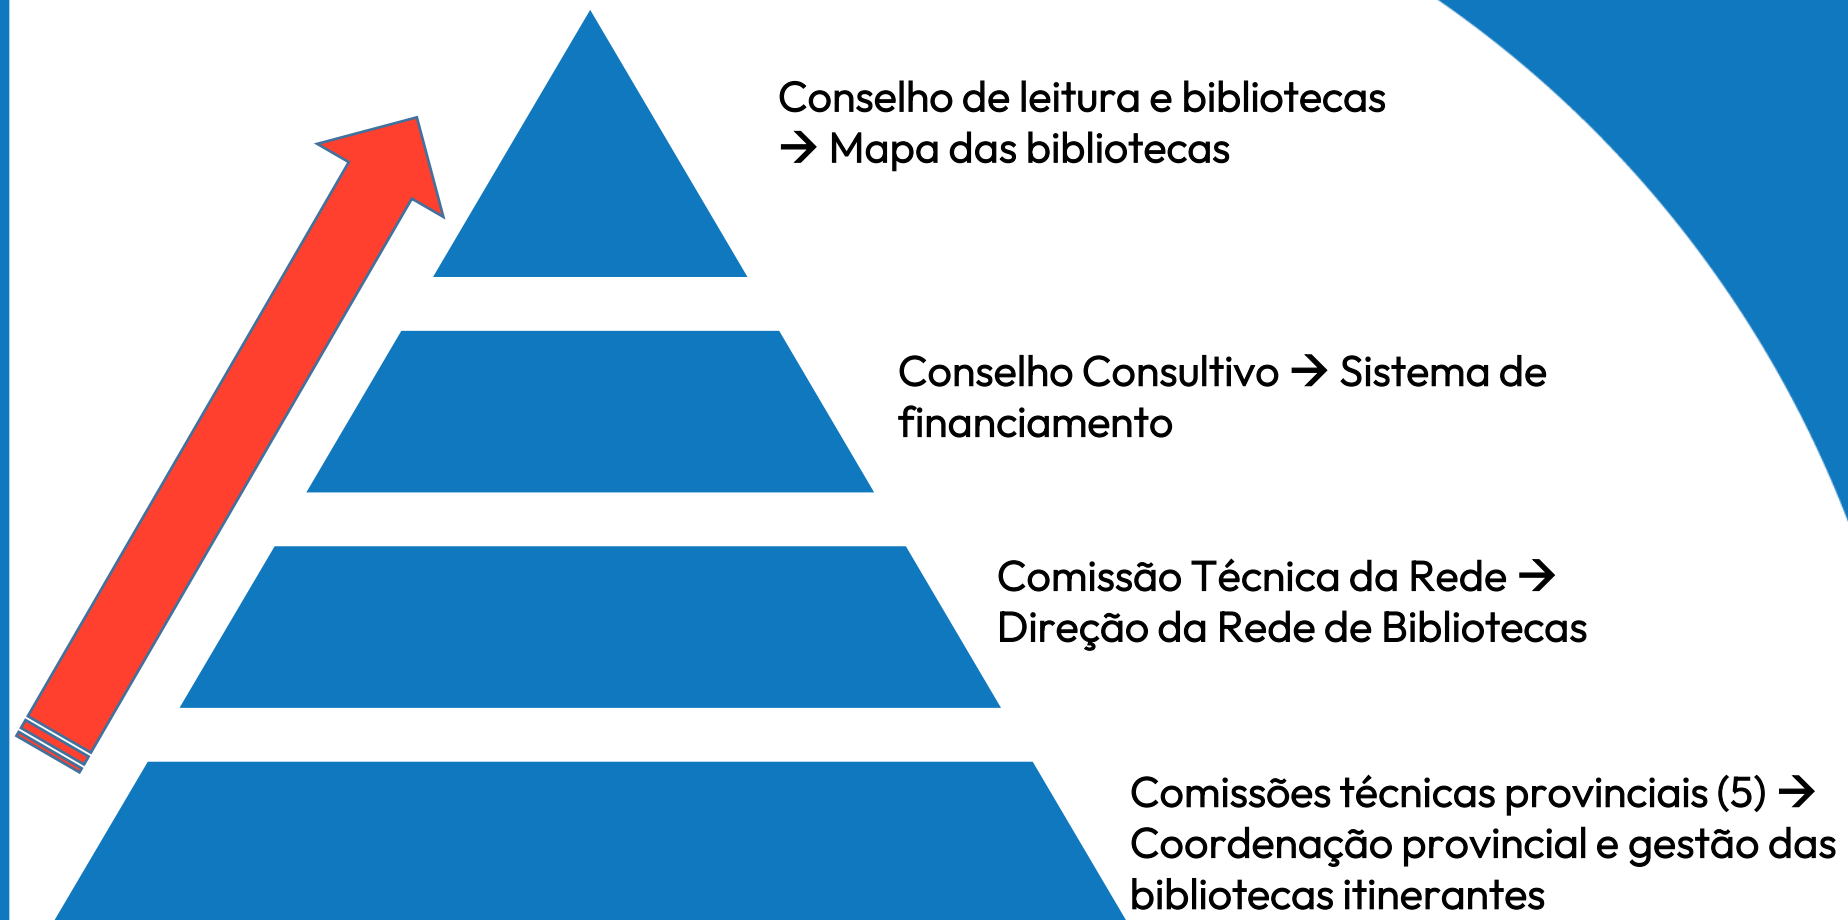 Conselho de leitura e bibliotecas
→ Mapa das bibliotecas
Conselho Consultivo → Sistema de
financiamento
Comissão Técnica da Rede →
Direção da Rede de Bibliotecas
Comissões técnicas provinciais (5) →
Coordenação provincial e gestão das
bibliotecas itinerantes